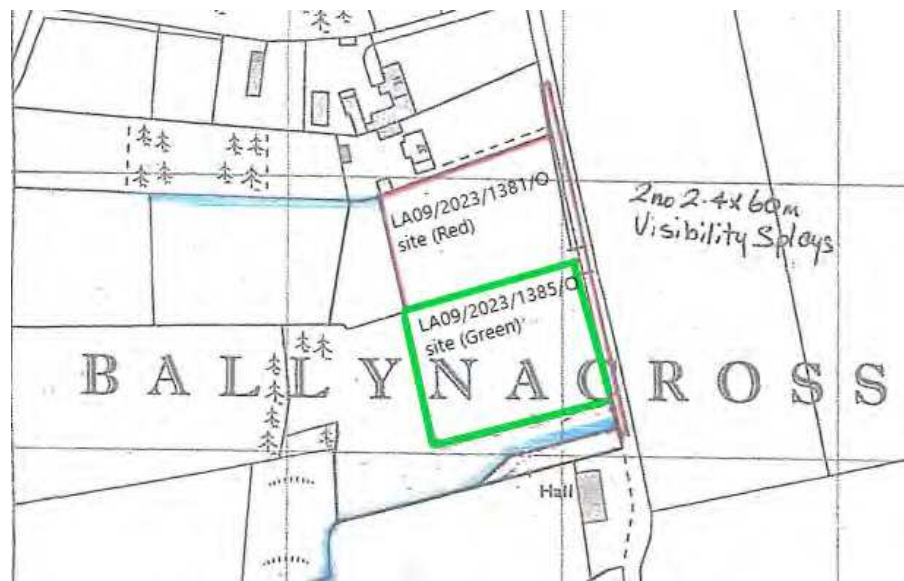 LA09/2023/1381/O
site (Red)
2no 2.4x60m
Visibility Splays
LA09/2023/1385/O
site (Green)
BALLYNACROSS
Hall